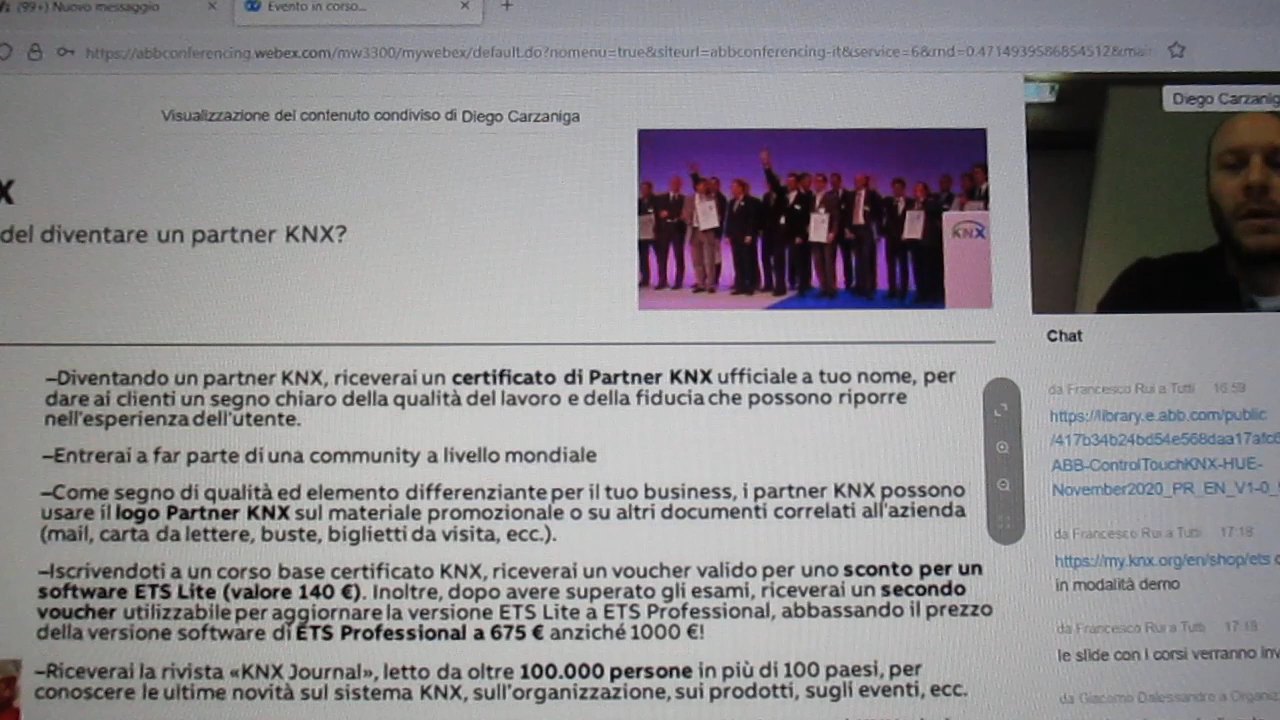 (99+) Nuovo messaggio
Evento in corso...
https://abbconferencing.webex.com/mw3300/mywebex/default.do?nomenu=true&siteurl=abbconferencing-it&service=6&rnd=0.4714939586854512&mai
Visualizzazione del contenuto condiviso di Diego Carzaniga
Diego Carzanig
X
del diventare un partner KNX?
KNX
–Diventando un partner KNX, riceverai un certificato di Partner KNX ufficiale a tuo nome, per
dare ai clienti un segno chiaro della qualità del lavoro e della fiducia che possono riporre
nell'esperienza dell'utente.
–Entrerai a far parte di una community a livello mondiale
–Come segno di qualità ed elemento differenziante per il tuo business, i partner KNX possono
usare il logo Partner KNX sul materiale promozionale o su altri documenti correlati all'azienda
(mail, carta da lettere, buste, biglietti da visita, ecc.).
–Iscrivendoti a un corso base certificato KNX, riceverai un voucher valido per uno sconto per un
software ETS Lite (valore 140 €). Inoltre, dopo avere superato gli esami, riceverai un secondo
voucher utilizzabile per aggiornare la versione ETS Lite a ETS Professional, abbassando il prezzo
della versione software di ETS Professional a 675 € anziché 1000 €!
–Riceverai la rivista «KNX Journal», letto da oltre 100.000 persone in più di 100 paesi, per
conoscere le ultime novità sul sistema KNX, sull'organizzazione, sui prodotti, sugli eventi, ecc.
Chat
da Francesco Rui a Tutti 16:59
https://library.e.abb.com/public
/417b34b24bd54e568daa17afc
ABB-ControlTouchKNX-HUE-
November2020_PR_EN_V1-0_
da Francesco Rui a Tutti 17:18
https://my.knx.org/en/shop/ets
in modalità demo
da Francesco Rui a Tutti 17:18
le slide con i corsi verranno inv
da Giacomo Dalessandro a Organiz